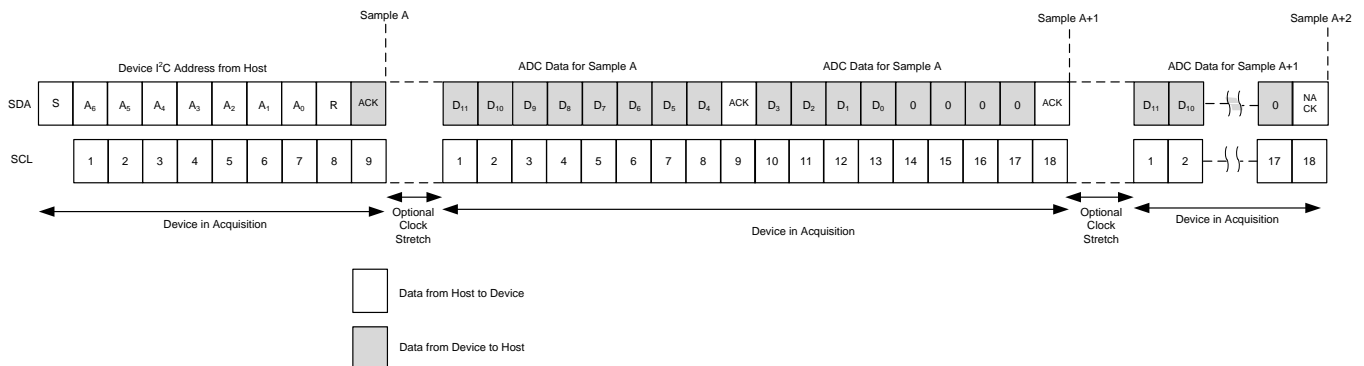 Sample A
Sample A+1
Sample A+2
Device I²C Address from Host
ADC Data for Sample A
ADC Data for Sample A
ADC Data for Sample A+1
SDA
S A₆ A₅ A₄ A₃ A₂ A₁ A₀ R ACK
D₁₁ D₁₀ D₉ D₈ D₇ D₆ D₅ D₄ ACK D₃ D₂ D₁ D₀ 0 0 0 0 ACK
D₁₁ D₁₀ 0 NA
CK
SCL
1 2 3 4 5 6 7 8 9
1 2 3 4 5 6 7 8 9 10 11 12 13 14 15 16 17 18
1 2 17 18
Device in Acquisition
Optional
Clock
Stretch
Device in Acquisition
Optional
Clock
Stretch
Device in Acquisition
Data from Host to Device
Data from Device to Host